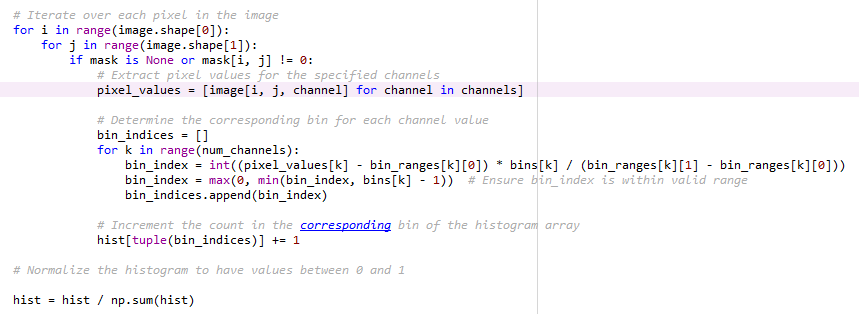 # Iterate over each pixel in the image
for i in range(image.shape[0]):
    for j in range(image.shape[1]):
        if mask is None or mask[i, j] != 0:
            # Extract pixel values for the specified channels
            pixel_values = [image[i, j, channel] for channel in channels]

            # Determine the corresponding bin for each channel value
            bin_indices = []
            for k in range(num_channels):
                bin_index = int((pixel_values[k] - bin_ranges[k][0]) * bins[k] / (bin_ranges[k][1] - bin_ranges[k][0]))
                bin_index = max(0, min(bin_index, bins[k] - 1))  # Ensure bin_index is within valid range
                bin_indices.append(bin_index)

            # Increment the count in the corresponding bin of the histogram array
            hist[tuple(bin_indices)] += 1

# Normalize the histogram to have values between 0 and 1

hist = hist / np.sum(hist)